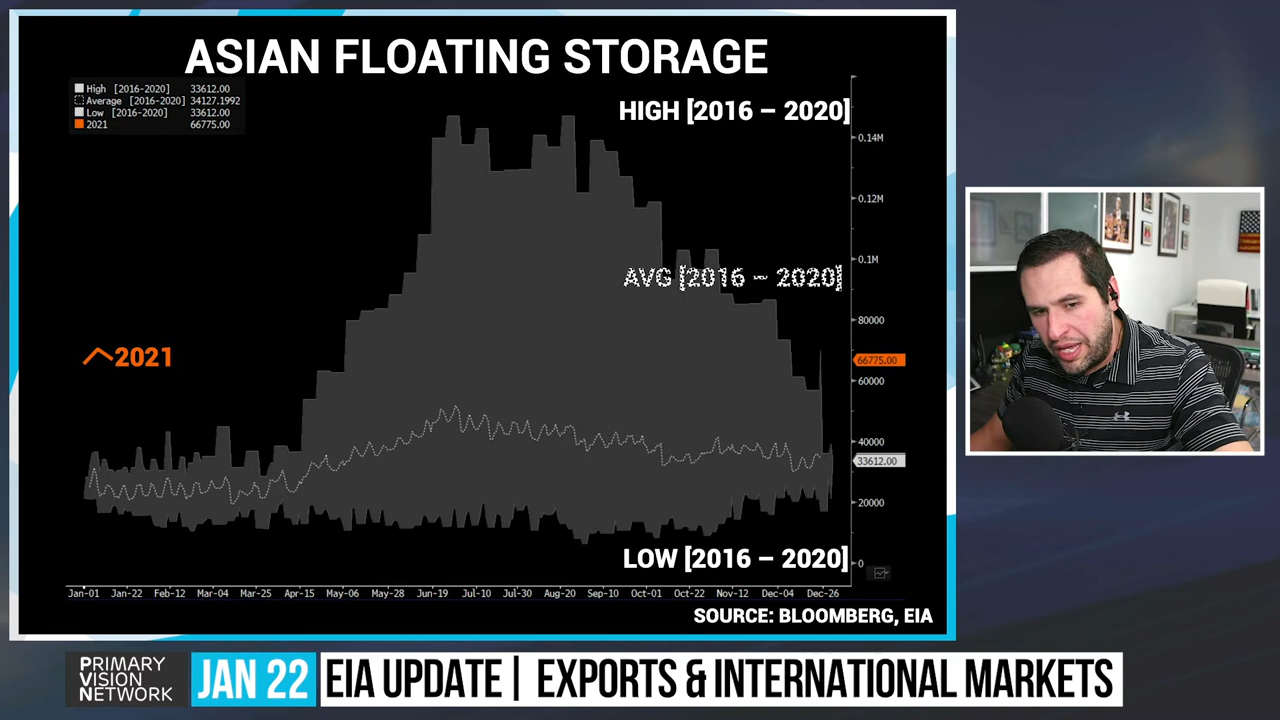 ASIAN FLOATING STORAGE
High [2016-2020] 33612.00
Average [2016-2020] 34127.1992
Low [2016-2020] 33612.00
2021 66775.00
HIGH [2016 – 2020]
0.14M
0.12M
0.1M
AVG [2016 – 2020]
80000
2021
66775.00
60000
40000
33612.00
20000
LOW [2016 – 2020]
0
Jan-01 Jan-22 Feb-12 Mar-04 Mar-25 Apr-15 May-06 May-28 Jun-19 Jul-10 Jul-30 Aug-20 Sep-10 Oct-01 Oct-22 Nov-12 Dec-04 Dec-26
SOURCE: BLOOMBERG, EIA
PRIMARY
VISION
NETWORK
JAN 22 EIA UPDATE | EXPORTS & INTERNATIONAL MARKETS